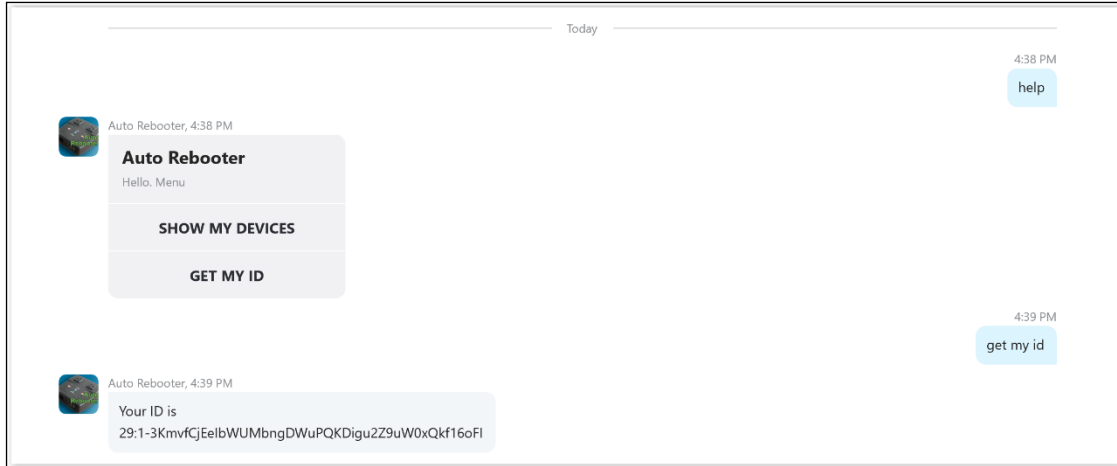 Today
4:38 PM
help
Auto Rebooter, 4:38 PM
Auto Rebooter
Hello. Menu
SHOW MY DEVICES
GET MY ID
4:39 PM
get my id
Auto Rebooter, 4:39 PM
Your ID is
29:1-3KmvfCjEeIbWUMbngDWuPQKDigu2Z9uW0xQkf16oFI